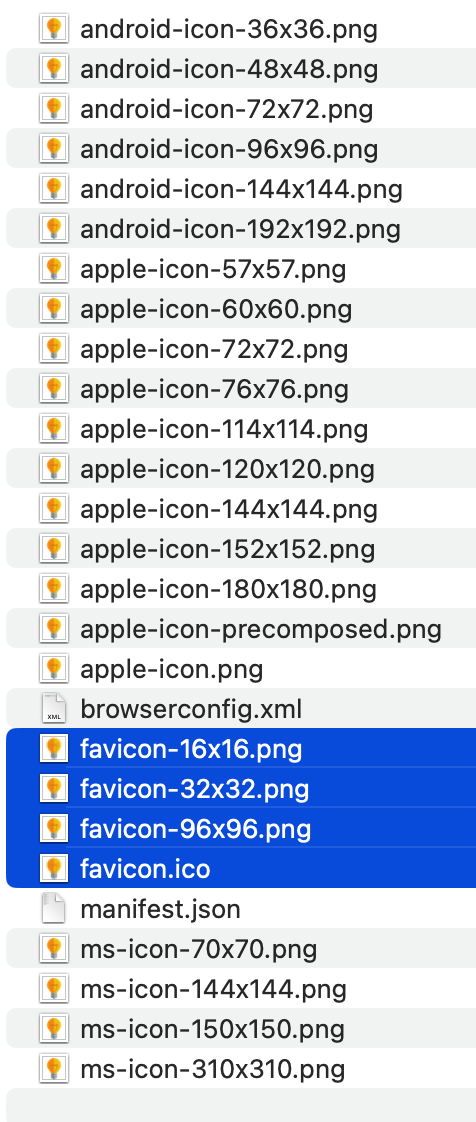 android-icon-36x36.png
android-icon-48x48.png
android-icon-72x72.png
android-icon-96x96.png
android-icon-144x144.png
android-icon-192x192.png
apple-icon-57x57.png
apple-icon-60x60.png
apple-icon-72x72.png
apple-icon-76x76.png
apple-icon-114x114.png
apple-icon-120x120.png
apple-icon-144x144.png
apple-icon-152x152.png
apple-icon-180x180.png
apple-icon-precomposed.png
apple-icon.png
XML browserconfig.xml
favicon-16x16.png
favicon-32x32.png
favicon-96x96.png
favicon.ico
manifest.json
ms-icon-70x70.png
ms-icon-144x144.png
ms-icon-150x150.png
ms-icon-310x310.png